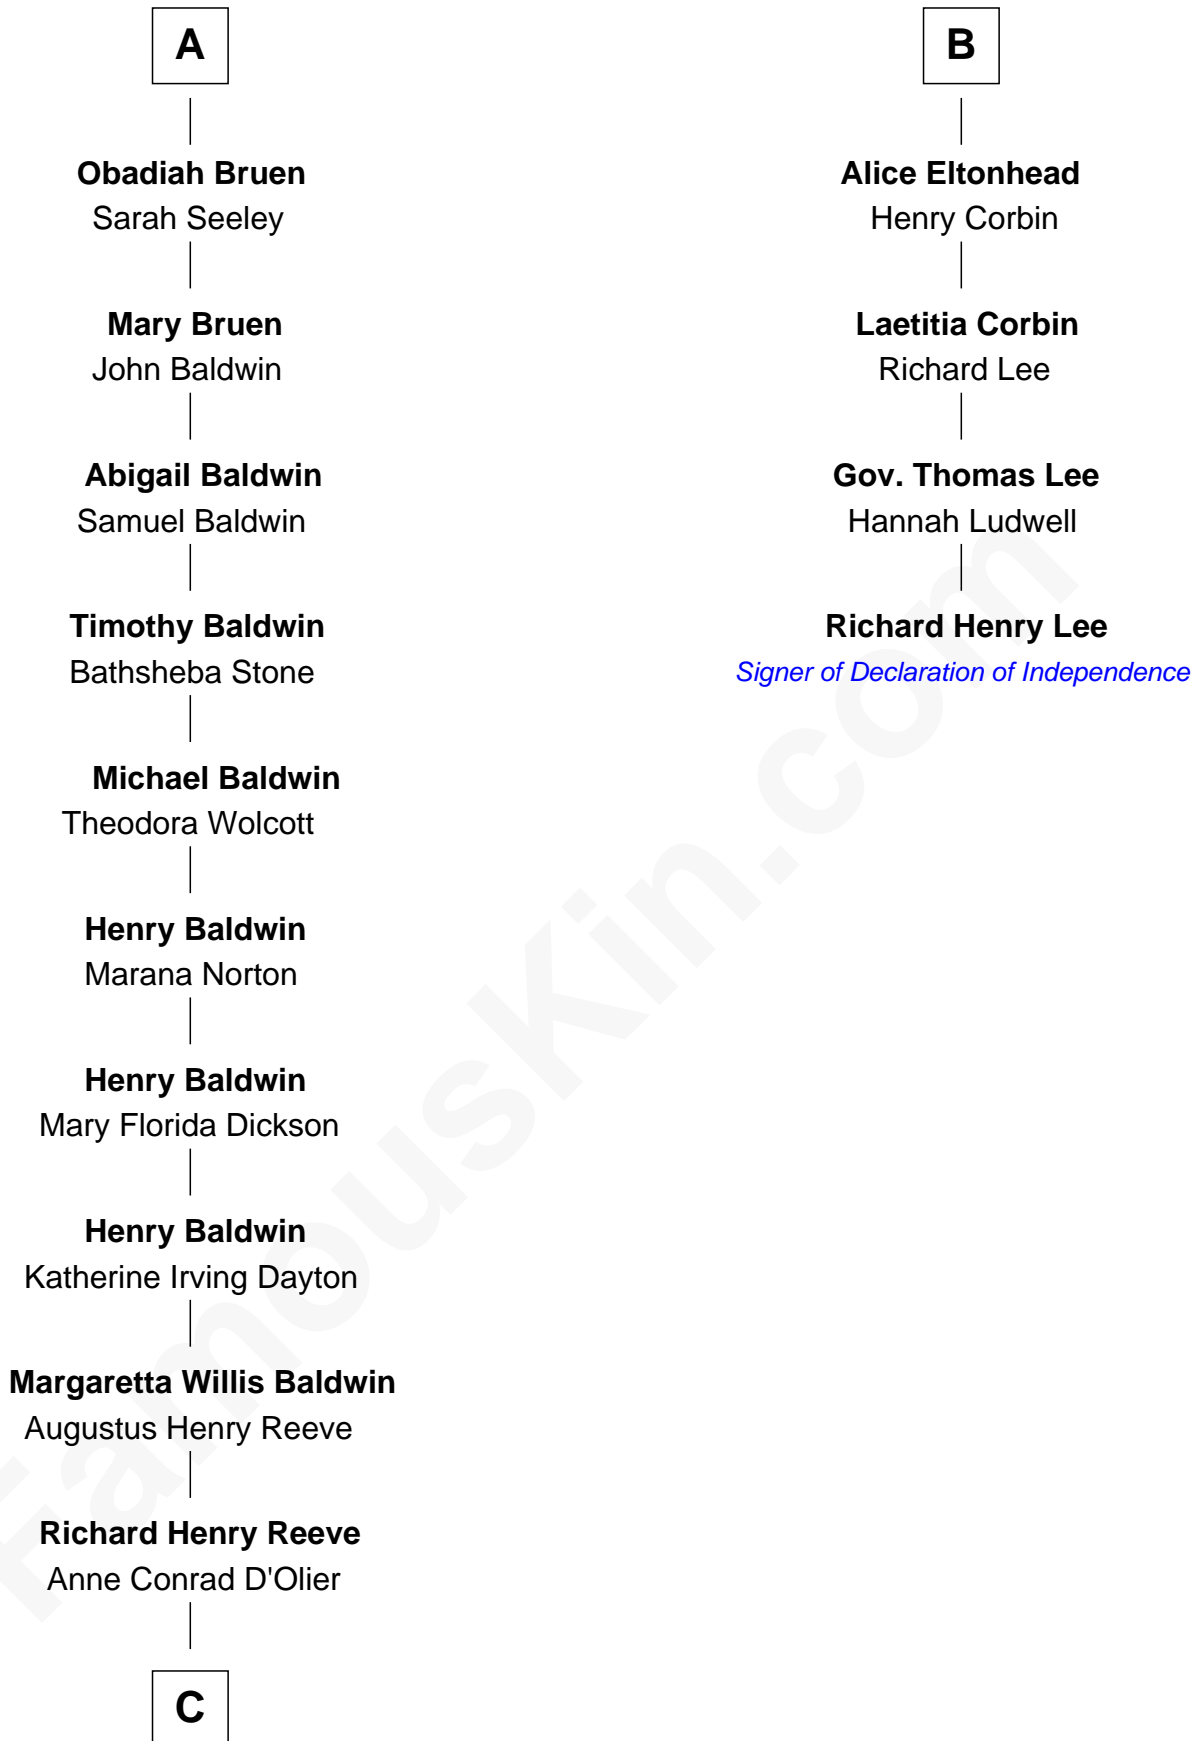 A
Obadiah Bruen
Sarah Seeley
Mary Bruen
John Baldwin
Abigail Baldwin
Samuel Baldwin
Timothy Baldwin
Bathsheba Stone
Michael Baldwin
Theodora Wolcott
Henry Baldwin
Marana Norton
Henry Baldwin
Mary Florida Dickson
Henry Baldwin
Katherine Irving Dayton
Margaretta Willis Baldwin
Augustus Henry Reeve
Richard Henry Reeve
Anne Conrad D'Olier
C
B
Alice Eltonhead
Henry Corbin
Laetitia Corbin
Richard Lee
Gov. Thomas Lee
Hannah Ludwell
Richard Henry Lee
Signer of Declaration of Independence
FamousKin.com